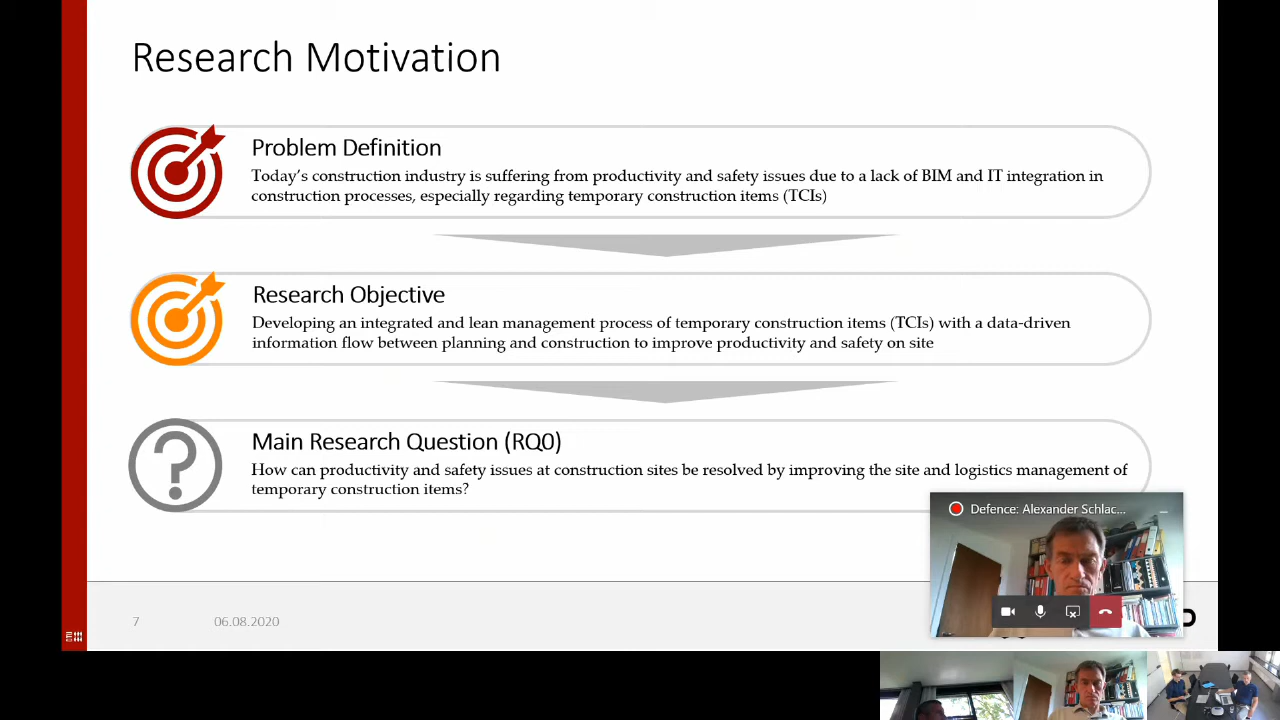 Research Motivation
Problem Definition
Today's construction industry is suffering from productivity and safety issues due to a lack of BIM and IT integration in
construction processes, especially regarding temporary construction items (TCIs)
Research Objective
Developing an integrated and lean management process of temporary construction items (TCIs) with a data-driven
information flow between planning and construction to improve productivity and safety on site
Main Research Question (RQ0)
How can productivity and safety issues at construction sites be resolved by improving the site and logistics management of
temporary construction items?
Defence: Alexander Schlac...
7
06.08.2020